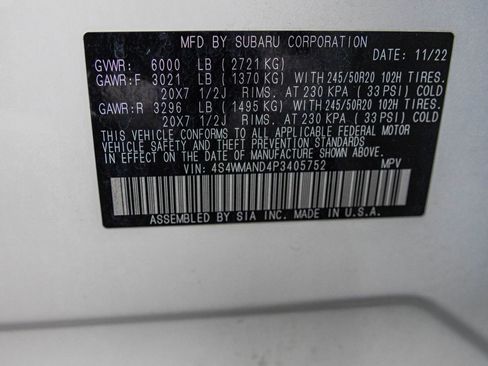 MFD BY SUBARU CORPORATION DATE: 11/22
GVWR: 6000 LB ( 2721 KG)
GAWR:F 3021 LB ( 1370 KG) WITH 245/50R20 102H TIRES.
20X7 1/2J RIMS. AT 230 KPA ( 33 PSI) COLD
GAWR:R 3296 LB ( 1495 KG) WITH 245/50R20 102H TIRES.
20X7 1/2J RIMS. AT 230 KPA ( 33 PSI) COLD
THIS VEHICLE CONFORMS TO ALL APPLICABLE FEDERAL MOTOR
VEHICLE SAFETY AND THEFT PREVENTION STANDARDS
IN EFFECT ON THE DATE OF MANUFACTURE SHOWN ABOVE.
VIN: 4S4WMAND4P3405752 MPV
ASSEMBLED BY SIA INC. MADE IN U.S.A.